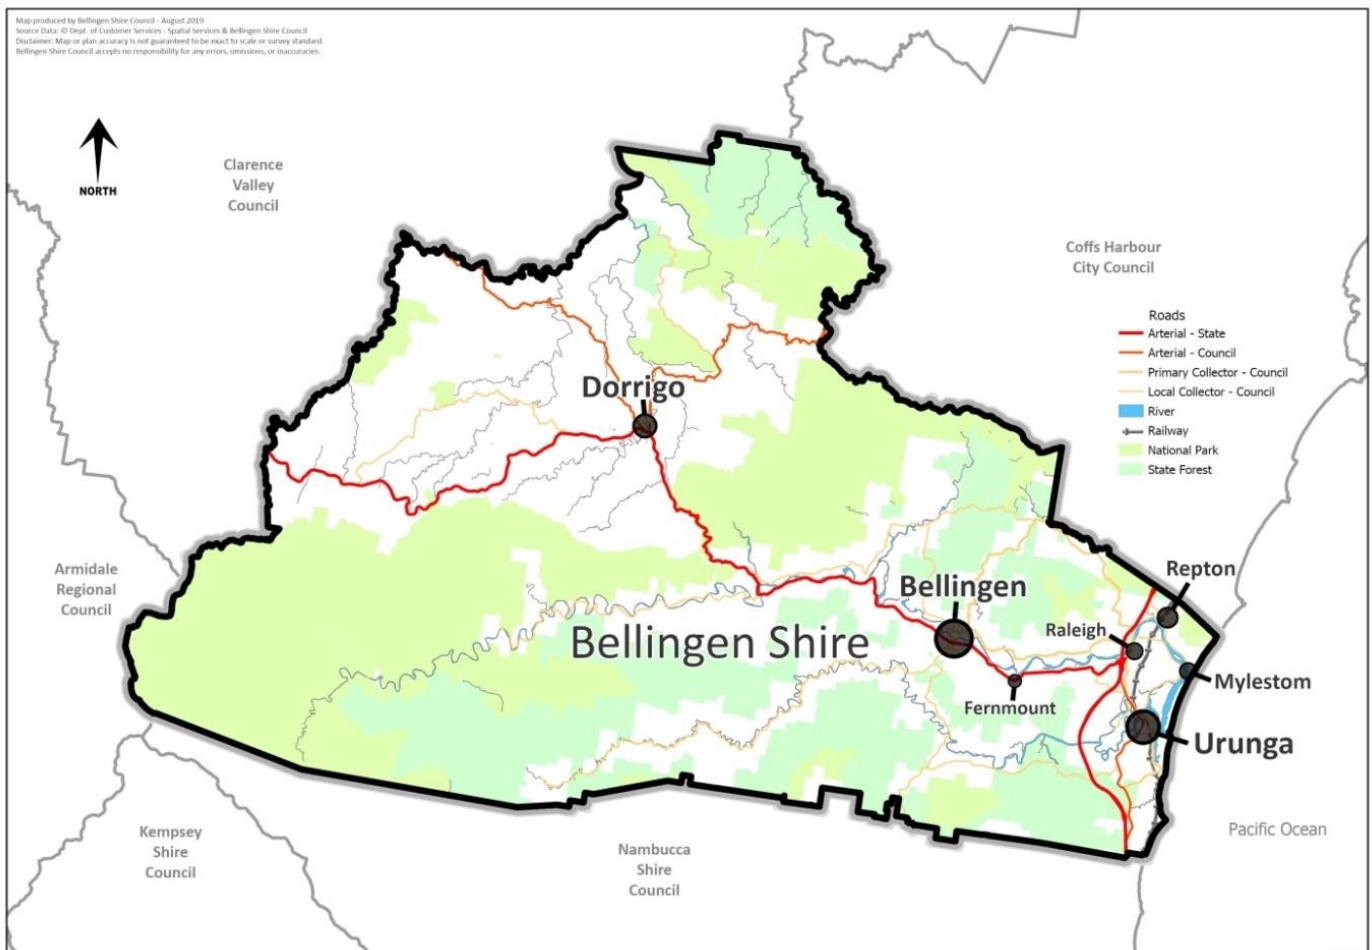 Map produced by Bellingen Shire Council - August 2019
Source Data: © Dept. of Customer Services - Spatial Services & Bellingen Shire Council
Disclaimer: Map or plan accuracy is not guaranteed to be exact to scale or survey standard.
Bellingen Shire Council accepts no responsibility for any errors, omissions, or inaccuracies.
NORTH
Clarence
Valley
Council
Coffs Harbour
City Council
Roads
Arterial - State
Arterial - Council
Primary Collector - Council
Local Collector - Council
River
Railway
National Park
State Forest
Dorrigo
Armidale
Regional
Council
Bellingen
Repton
Raleigh
Bellingen Shire
Mylestom
Fernmount
Urunga
Kempsey
Shire
Council
Nambucca
Shire
Council
Pacific Ocean